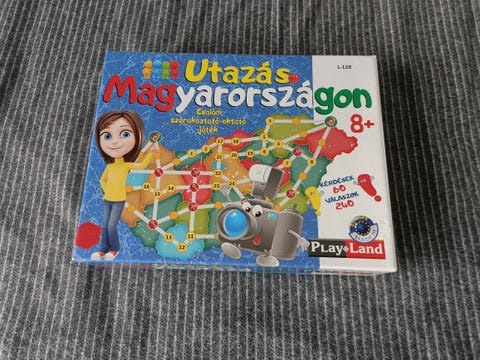 L-128
Utazás
Magyarországon
Családi
szórakoztató-oktató
játék
8+
KÉRDÉSEK
60
VÁLASZOK
240
PLAY LAND